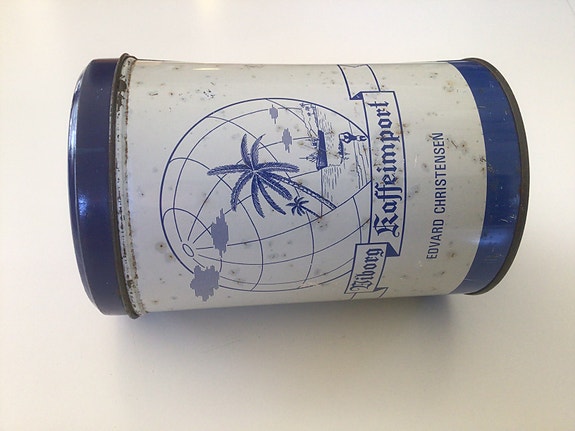 Viborg
Kaffeimport
EDVARD CHRISTENSEN